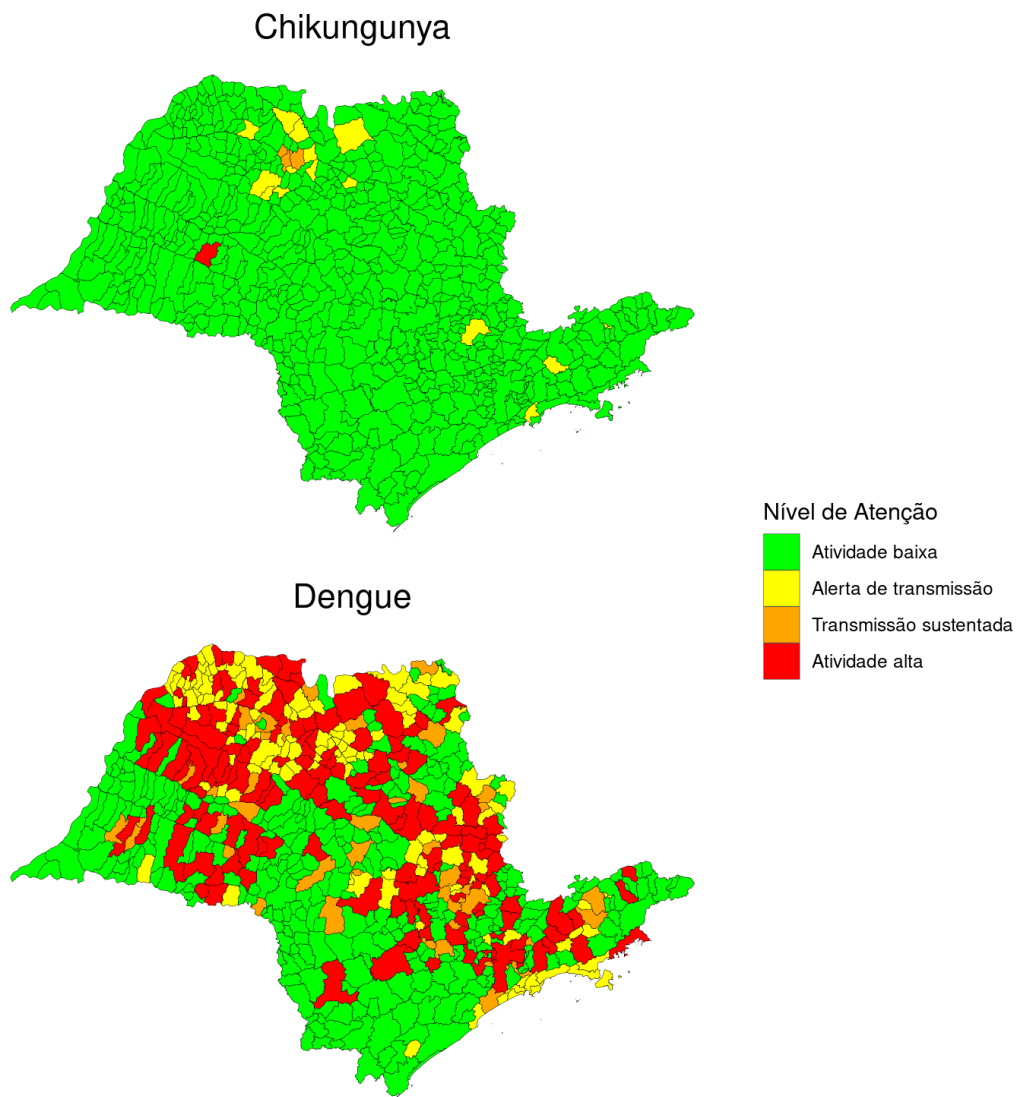 Chikungunya
Nível de Atenção
Atividade baixa
Alerta de transmissão
Transmissão sustentada
Atividade alta
Dengue